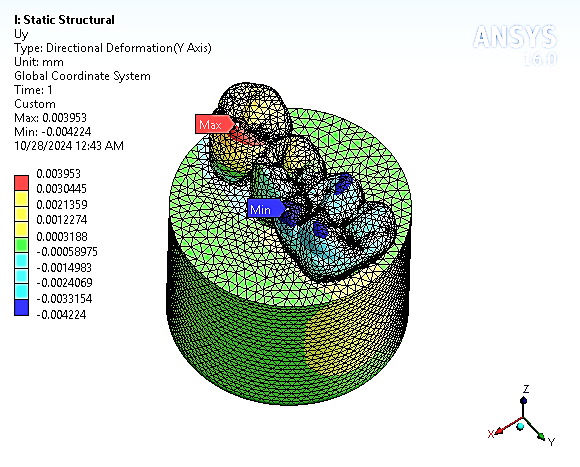 I: Static Structural
Uy
Type: Directional Deformation(Y Axis)
Unit: mm
Global Coordinate System
Time: 1
Custom
Max: 0.003953
Min: -0.004224
10/28/2024 12:43 AM
ANSYS
16.0
0.003953
0.0030445
0.0021359
0.0012274
0.0003188
-0.00058975
-0.0014983
-0.0024069
-0.0033154
-0.004224
Max
Min
Z
X
Y